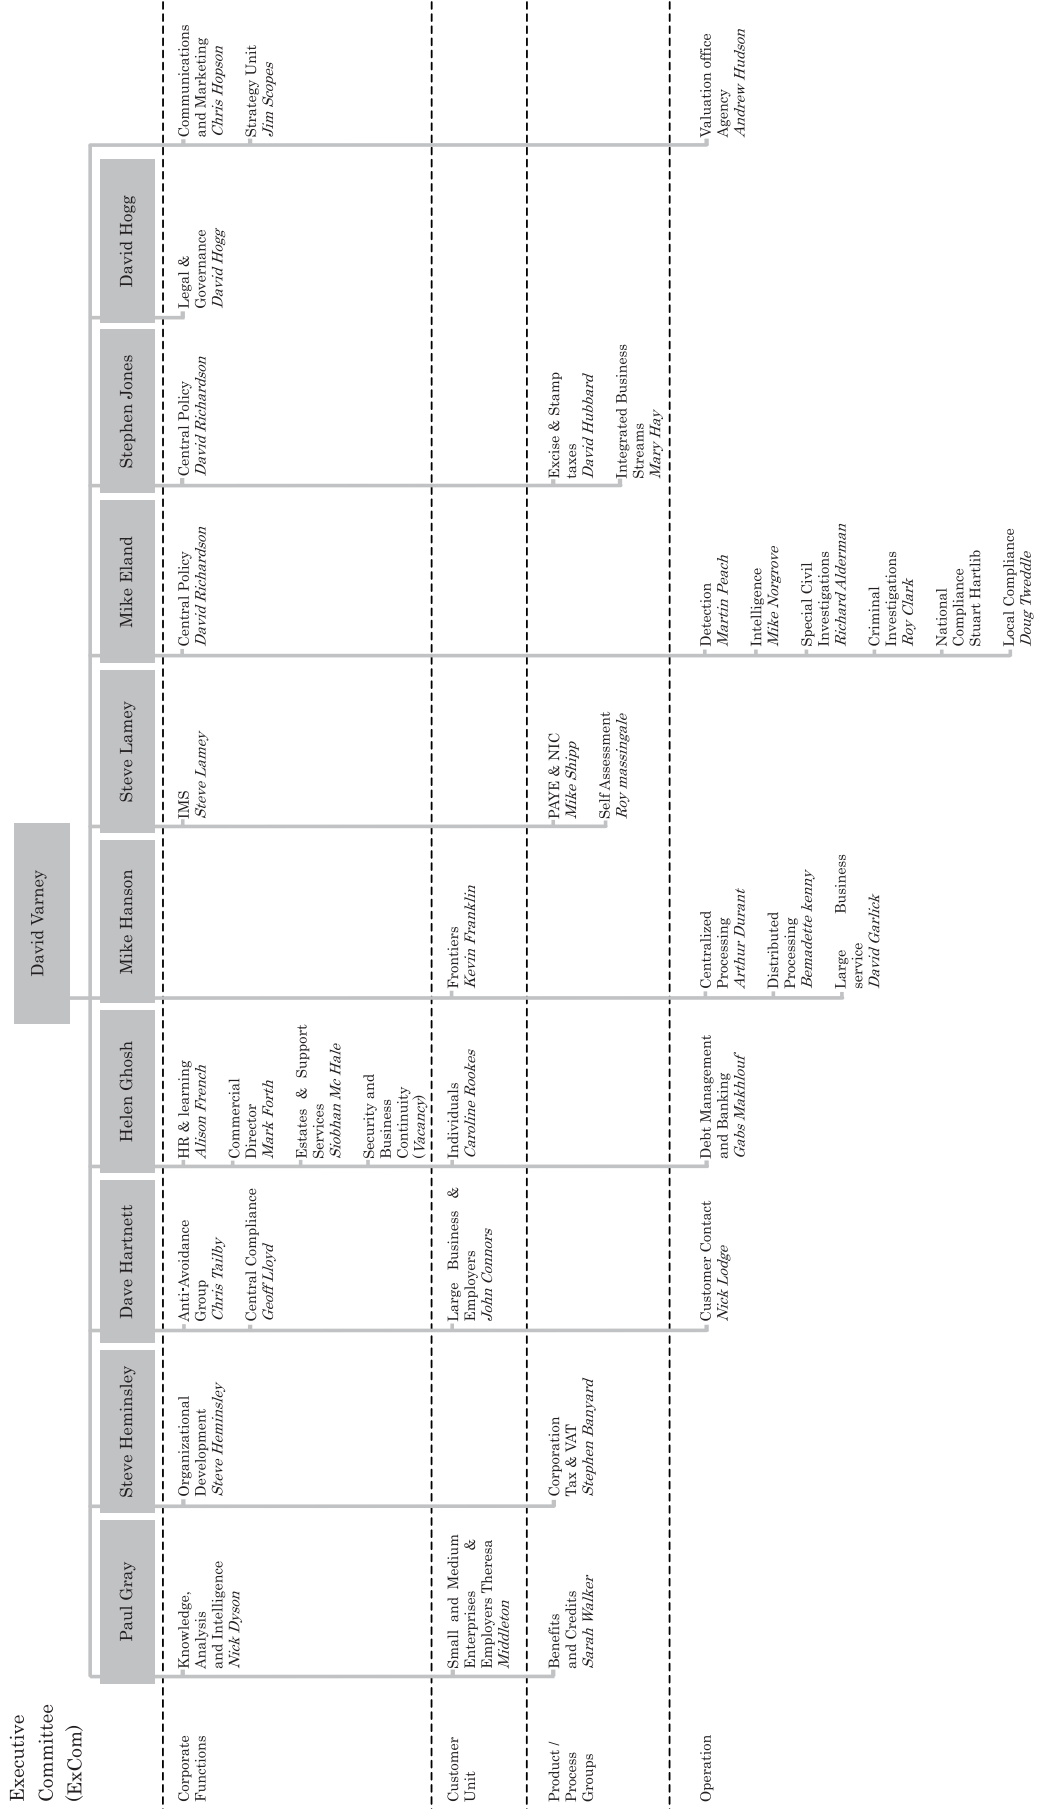 Executive
Committee
(ExCom)
David Varney
Paul Gray
Steve Heminsley
Dave Hartnett
Helen Ghosh
Mike Hanson
Steve Lamey
Mike Eland
Stephen Jones
David Hogg
Corporate
Functions
Knowledge,
Analysis
and Intelligence
Nick Dyson
Organizational
Development
Steve Heminsley
Anti-Avoidance
Group
Chris Tailby
Central Compliance
Geoff Lloyd
HR & learning
Alison French
Commercial
Director
Mark Forth
Estates & Support
Services
Siobhan Mc Hale
Security and
Business
Continuity
(Vacancy)
IMS
Steve Lamey
Central Policy
David Richardson
Central Policy
David Richardson
Legal &
Governance
David Hogg
Communications
and Marketing
Chris Hopson
Strategy Unit
Jim Scopes
Customer
Unit
Small and Medium
Enterprises &
Employers Theresa
Middleton
Large Business &
Employers
John Connors
Individuals
Caroline Rookes
Frontiers
Kevin Franklin
Product /
Process
Groups
Benefits
and Credits
Sarah Walker
Corporation
Tax & VAT
Stephen Banyard
PAYE & NIC
Mike Shipp
Self Assessment
Roy massingale
Excise & Stamp
taxes
David Hubbard
Integrated Business
Streams
Mary Hay
Operation
Customer Contact
Nick Lodge
Debt Management
and Banking
Gabs Makhlouf
Centralized
Processing
Arthur Durant
Distributed
Processing
Bemadette kenny
Large Business
service
David Garlick
Detection
Martin Peach
Intelligence
Mike Norgrove
Special Civil
Investigations
Richard Alderman
Criminal
Investigations
Roy Clark
National
Compliance
Stuart Hartlib
Local Compliance
Doug Tweddle
Valuation office
Agency
Andrew Hudson